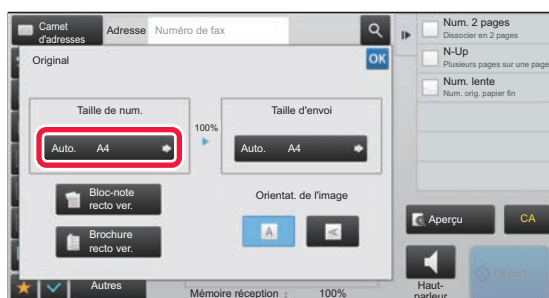 Carnet
d'adresses
Adresse
Numéro de fax
Original
OK
Taille de num.
100%
Taille d'envoi
Auto. A4
Auto. A4
Bloc-note
recto ver.
Orientat. de l'image
Brochure
recto ver.
A
A
Autres
Mémoire réception : 100%
Num. 2 pages
Dissocier en 2 pages
N-Up
Plusieurs pages sur une page
Num. lente
Num. orig. papier fin
Aperçu
CA
Haut-
parleur
Départ